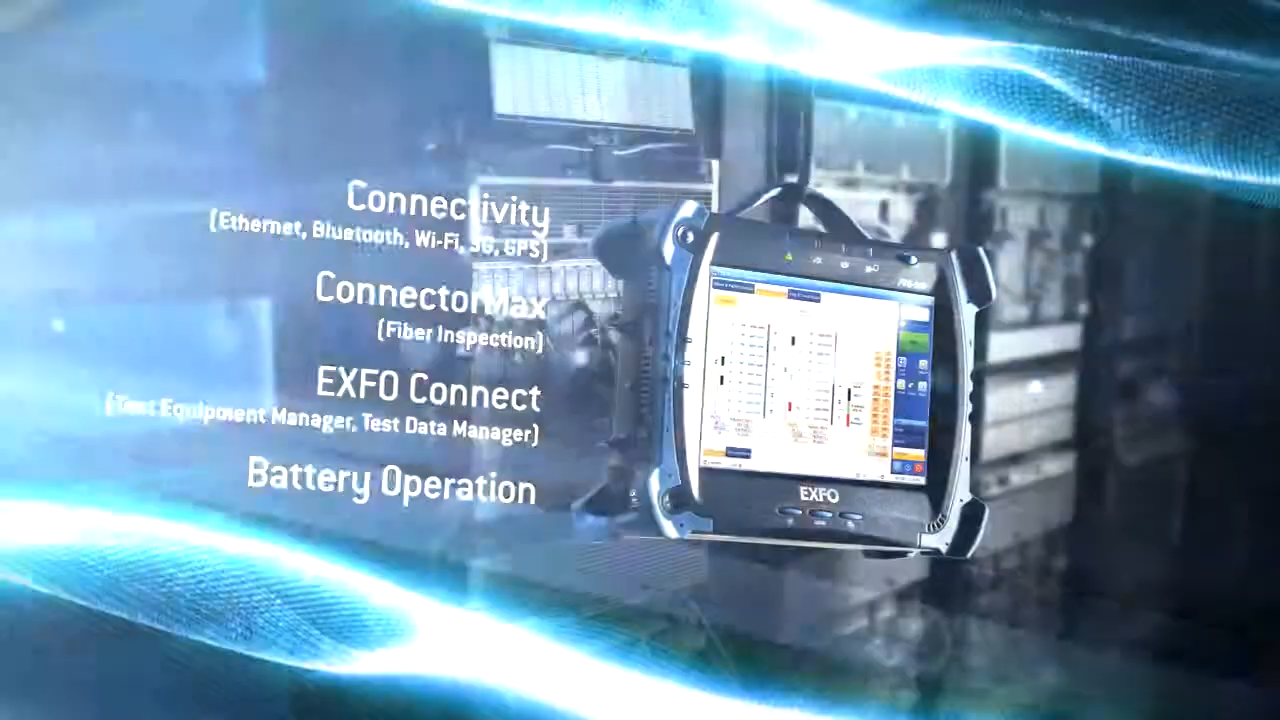 Connectivity
(Ethernet, Bluetooth, Wi-Fi, 3G, GPS)
ConnectorMax
(Fiber Inspection)
EXFO Connect
(Test Equipment Manager, Test Data Manager)
Battery Operation
EXFO